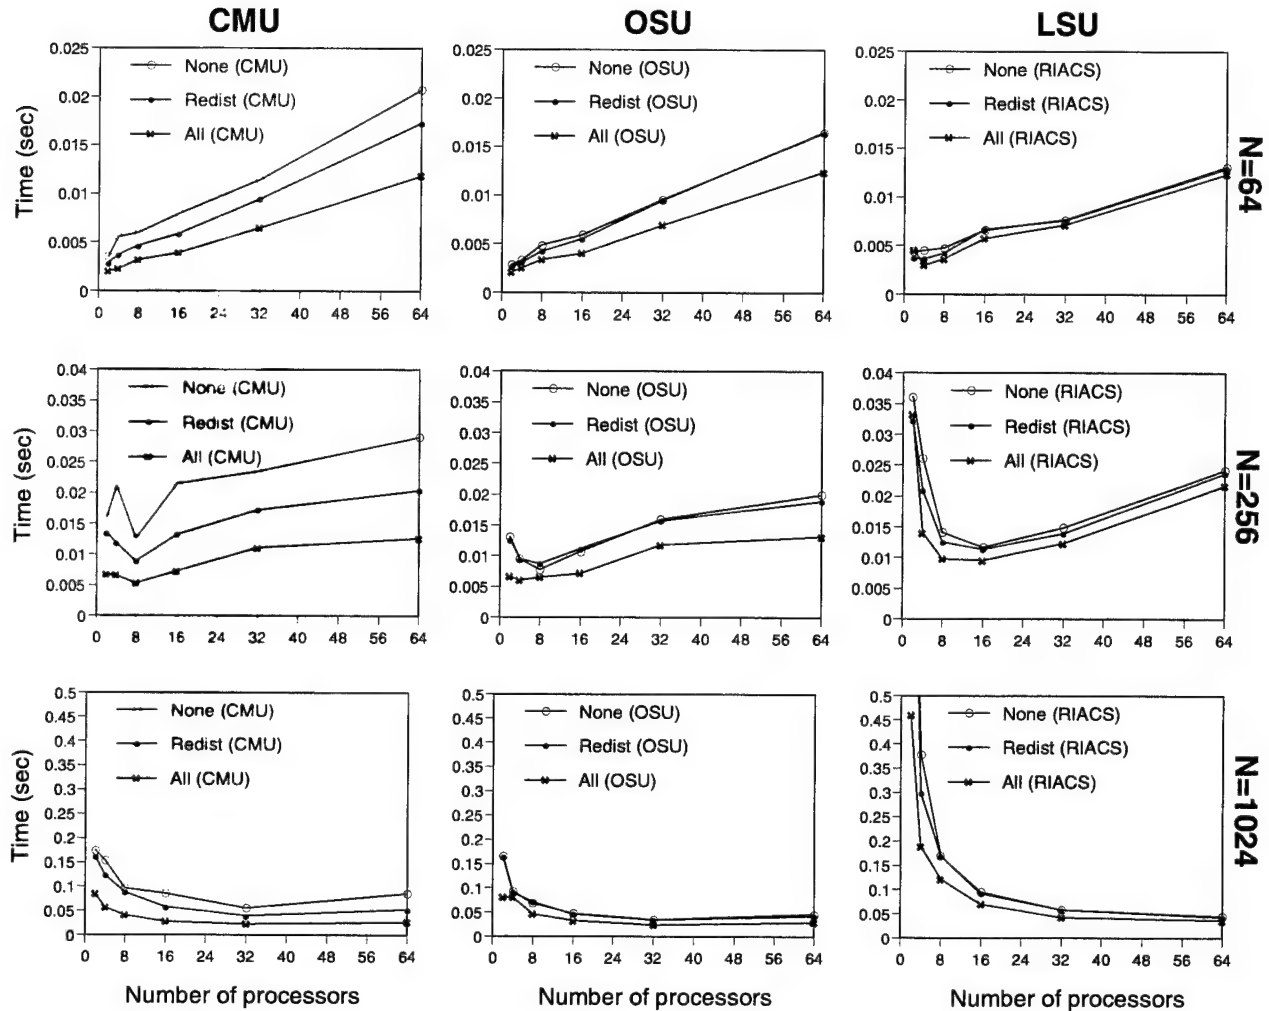 CMU
OSU
LSU
0.025
0.02
0.015
0.01
0.005
0
Time (sec)
None (CMU)
Redist (CMU)
All (CMU)
0 8 16 24 32 40 48 56 64
0.025
0.02
0.015
0.01
0.005
0
None (OSU)
Redist (OSU)
All (OSU)
0 8 16 24 32 40 48 56 64
0.025
0.02
0.015
0.01
0.005
0
None (RIACS)
Redist (RIACS)
All (RIACS)
0 8 16 24 32 40 48 56 64
N=64
0.04
0.035
0.03
0.025
0.02
0.015
0.01
0.005
0
Time (sec)
None (CMU)
Redist (CMU)
All (CMU)
0 8 16 24 32 40 48 56 64
0.04
0.035
0.03
0.025
0.02
0.015
0.01
0.005
0
None (OSU)
Redist (OSU)
All (OSU)
0 8 16 24 32 40 48 56 64
0.04
0.035
0.03
0.025
0.02
0.015
0.01
0.005
0
None (RIACS)
Redist (RIACS)
All (RIACS)
0 8 16 24 32 40 48 56 64
N=256
0.5
0.45
0.4
0.35
0.3
0.25
0.2
0.15
0.1
0.05
0
Time (sec)
None (CMU)
Redist (CMU)
All (CMU)
0 8 16 24 32 40 48 56 64
Number of processors
0.5
0.45
0.4
0.35
0.3
0.25
0.2
0.15
0.1
0.05
0
None (OSU)
Redist (OSU)
All (OSU)
0 8 16 24 32 40 48 56 64
Number of processors
0.5
0.45
0.4
0.35
0.3
0.25
0.2
0.15
0.1
0.05
0
None (RIACS)
Redist (RIACS)
All (RIACS)
0 8 16 24 32 40 48 56 64
Number of processors
N=1024